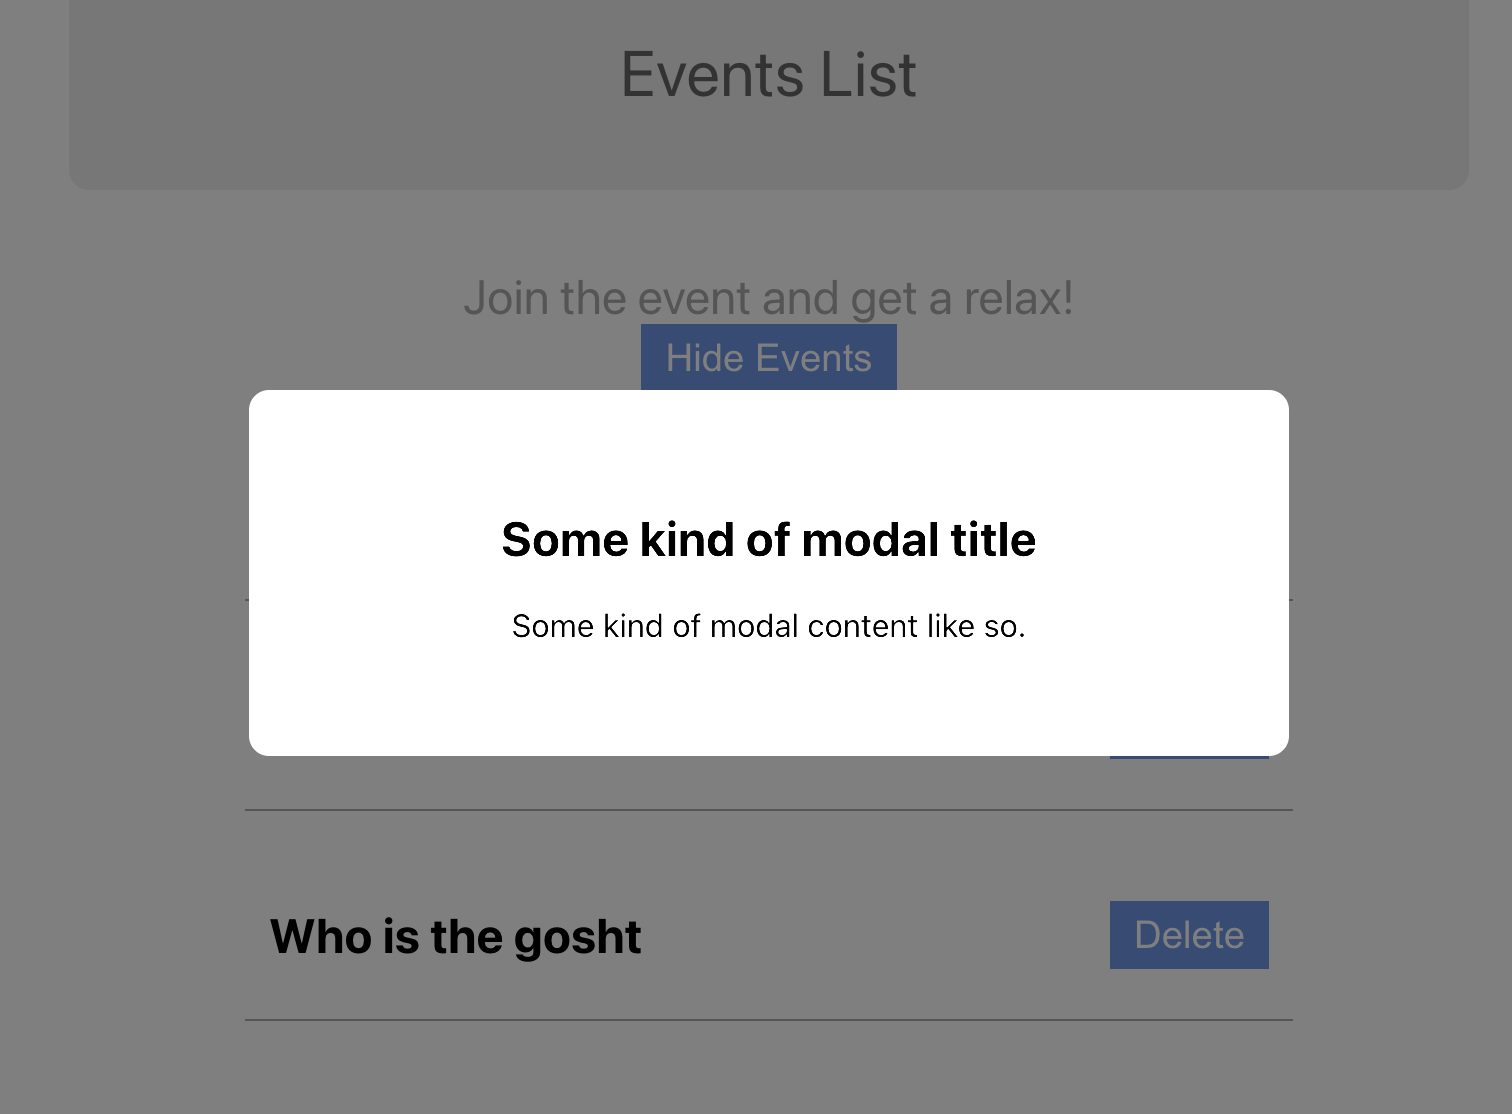 Events List
Join the event and get a relax!
Hide Events
Some kind of modal title
Some kind of modal content like so.
Who is the gosht
Delete